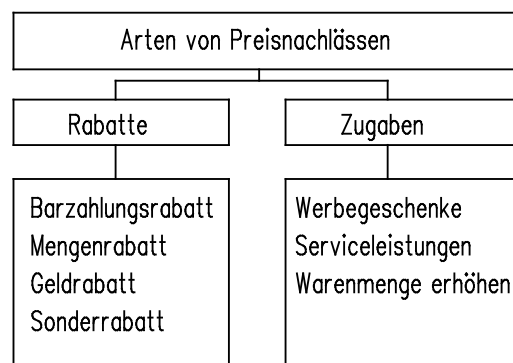 Arten von Preisnachlässen
Rabatte
Zugaben
Barzahlungsrabatt
Mengenrabatt
Geldrabatt
Sonderrabatt
Werbegeschenke
Serviceleistungen
Warenmenge erhöhen